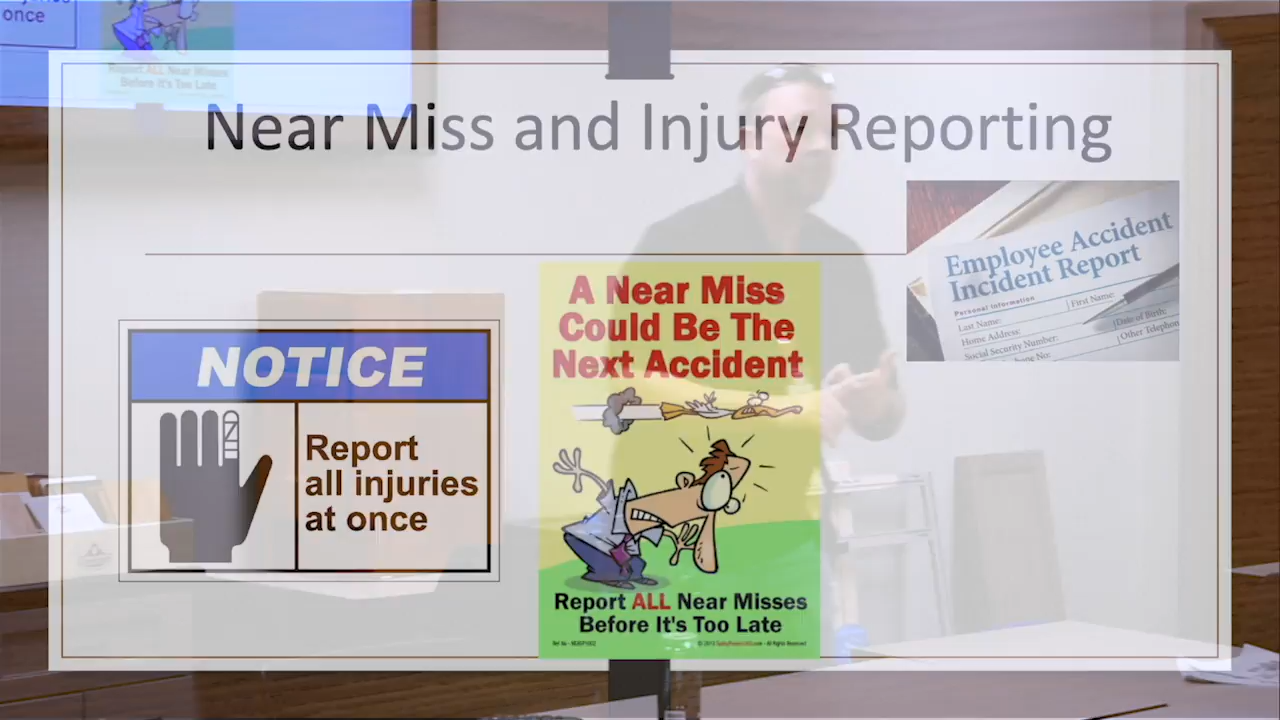 once
Report ALL Near Misses
Before It's Too Late
Near Miss and Injury Reporting
Employee Accident
Incident Report
Personal Information
Last Name:
First Name:
Home Address:
Date of Birth:
Social Security Number:
Other Telephon
NOTICE
Report
all injuries
at once
A Near Miss
Could Be The
Next Accident
Report ALL Near Misses
Before It's Too Late